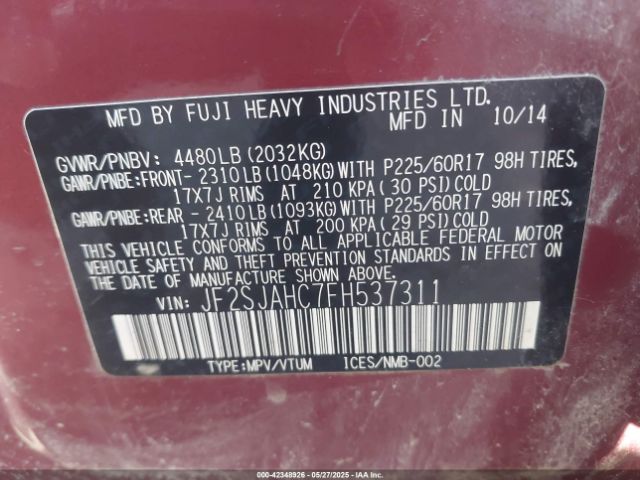 MFD BY FUJI HEAVY INDUSTRIES LTD.
MFD IN 10/14
GVWR/PNBV: 4480LB(2032KG)
GAWR/PNBE:FRONT- 2310LB(1048KG)WITH P225/60R17 98H TIRES,
17X7J RIMS AT 210 KPA(30 PSI)COLD
GAWR/PNBE:REAR - 2410LB(1093KG)WITH P225/60R17 98H TIRES,
17X7J RIMS AT 200 KPA(29 PSI)COLD
THIS VEHICLE CONFORMS TO ALL APPLICABLE FEDERAL MOTOR
VEHICLE SAFETY AND THEFT PREVENTION STANDARDS IN EFFECT ON
THE DATE OF MANUFACTURE SHOWN ABOVE.
VIN: JF2SJAHC7FH537311
TYPE:MPV/VTUM ICES/NMB-002
000-42348926 - 05/27/2025 - IAAI.COM